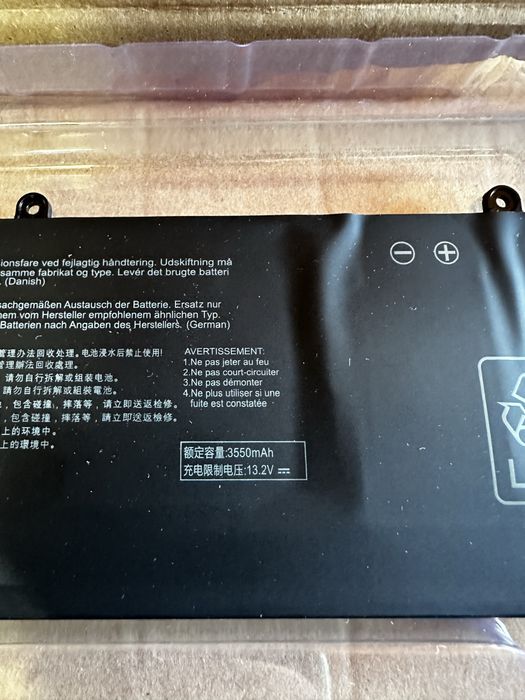 ionsfare ved fejlagtig håndtering. Udskiftning må
samme fabrikat og type. Levér det brugte batteri
. (Danish)
sachgemäßen Austausch der Batterie. Ersatz nur
nem vom Hersteller empfohlenem ähnlichen Typ.
Batterien nach Angaben des Herstellers. (German)
管理办法回收处理。电池浸水后禁止使用!
管理辦法回收處理。
,请勿自行拆解或组装电池。
,請勿自行拆解或組裝電池。
,包含碰撞,摔落等,请立即送返检修。
,包含碰撞,摔落等,請立即送返檢修。
上的环境中。
上的環境中。
AVERTISSEMENT:
1.Ne pas jeter au feu
2.Ne pas court-circuiter
3.Ne pas démonter
4.Ne plus utiliser si une
fuite est constatée
额定容量:3550mAh
充电限制电压:13.2V
− +
L